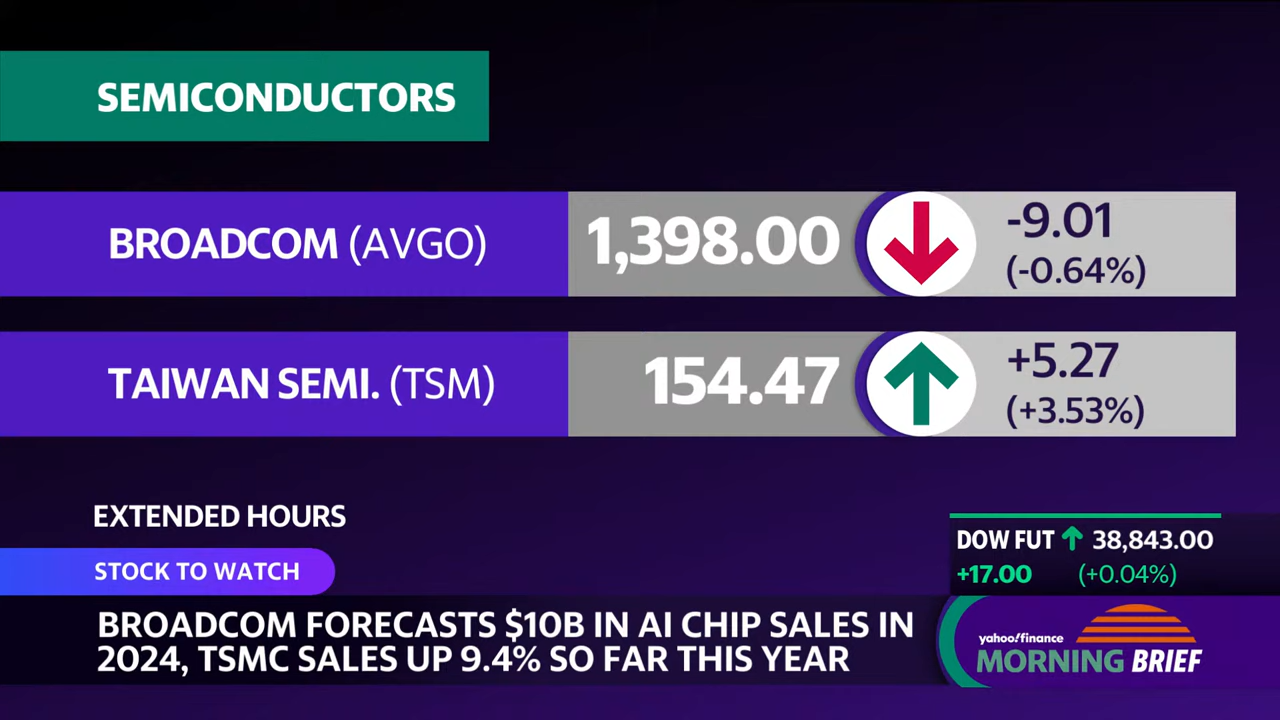 SEMICONDUCTORS
BROADCOM (AVGO) 1,398.00 -9.01
(-0.64%)
TAIWAN SEMI. (TSM) 154.47 +5.27
(+3.53%)
EXTENDED HOURS
STOCK TO WATCH
BROADCOM FORECASTS $10B IN AI CHIP SALES IN
2024, TSMC SALES UP 9.4% SO FAR THIS YEAR
DOW FUT 38,843.00
+17.00 (+0.04%)
yahoo!finance
MORNING BRIEF